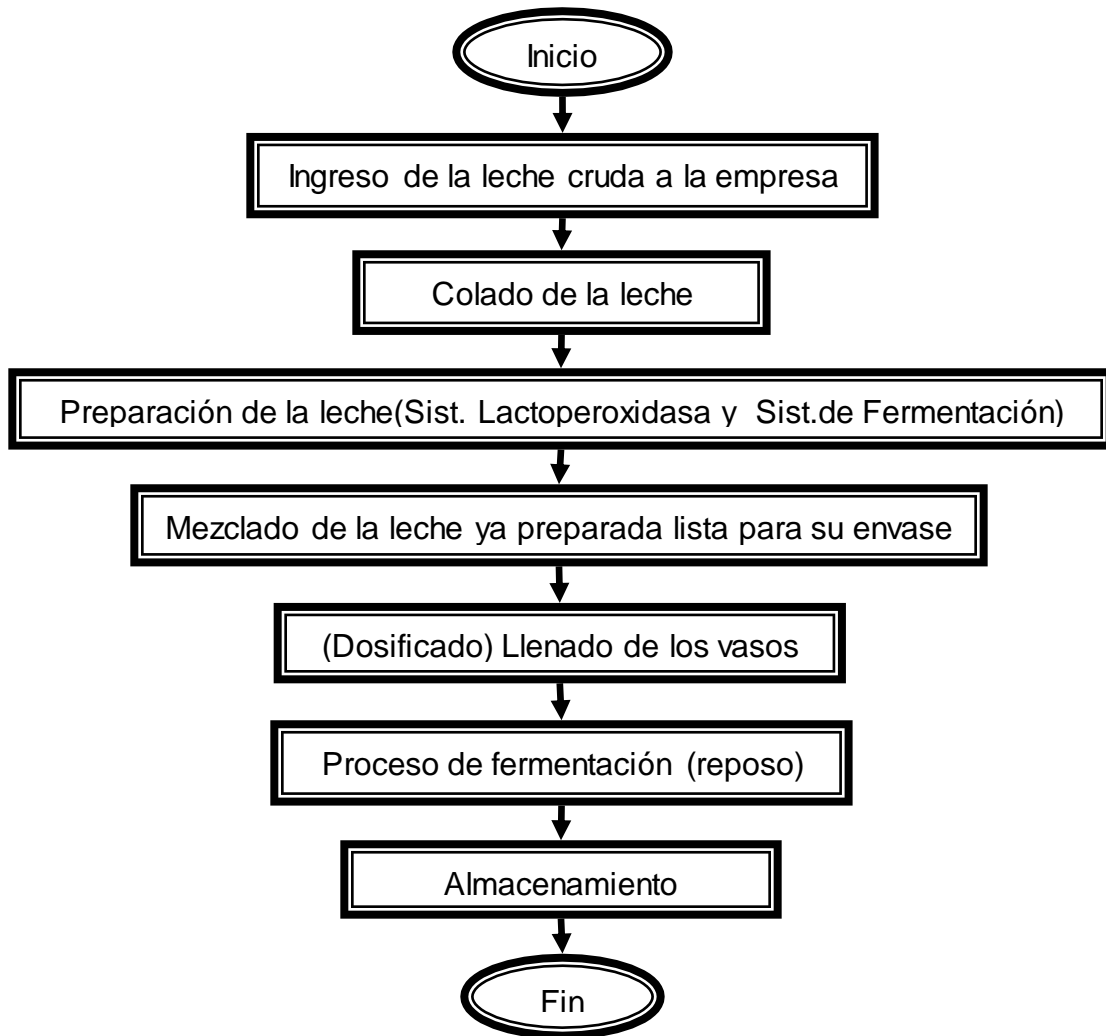 Inicio
Ingreso de la leche cruda a la empresa
Colado de la leche
Preparación de la leche(Sist. Lactoperoxidasa y Sist.de Fermentación)
Mezclado de la leche ya preparada lista para su envase
(Dosificado) Llenado de los vasos
Proceso de fermentación (reposo)
Almacenamiento
Fin